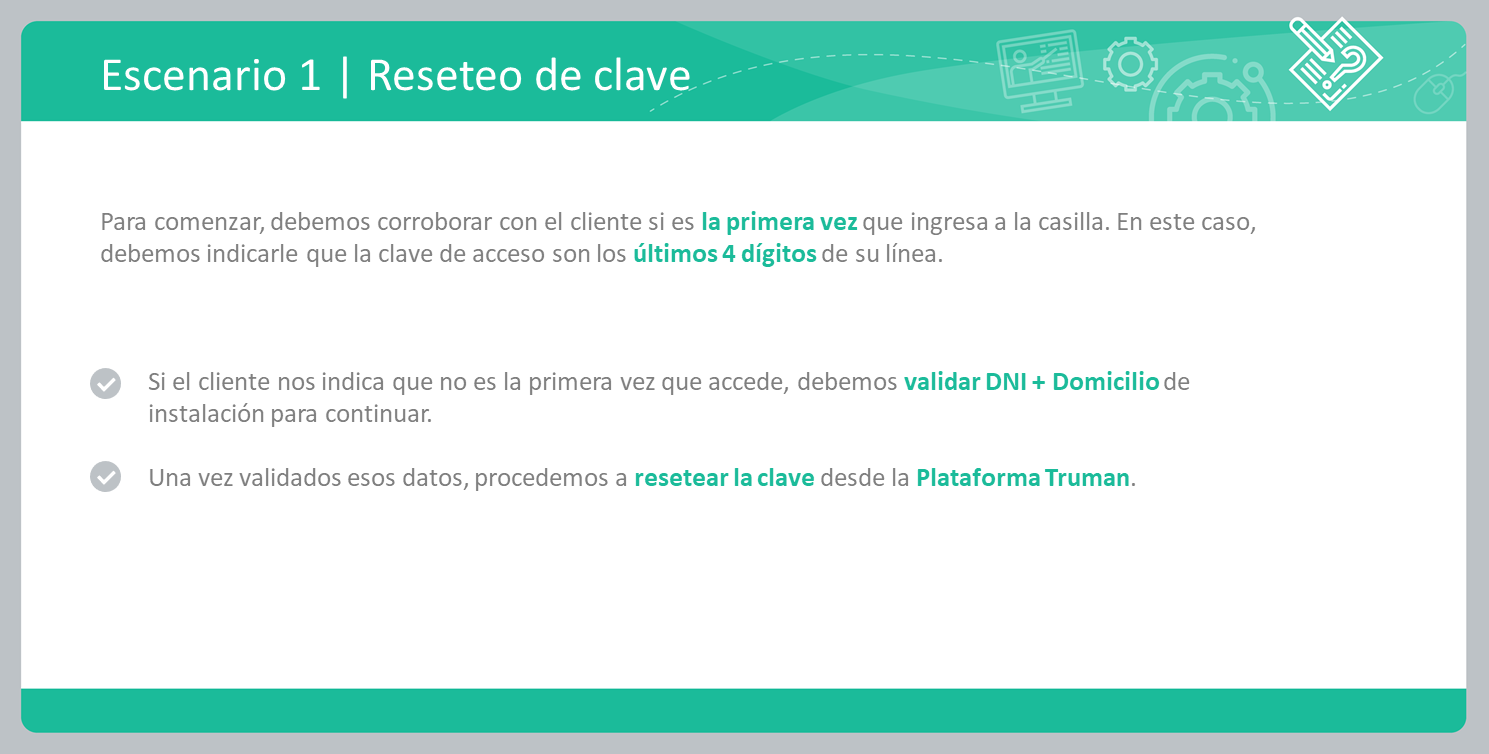 Escenario 1 | Reseteo de clave
Para comenzar, debemos corroborar con el cliente si es la primera vez que ingresa a la casilla. En este caso,
debemos indicarle que la clave de acceso son los últimos 4 dígitos de su línea.
Si el cliente nos indica que no es la primera vez que accede, debemos validar DNI + Domicilio de
instalación para continuar.
Una vez validados esos datos, procedemos a resetear la clave desde la Plataforma Truman.